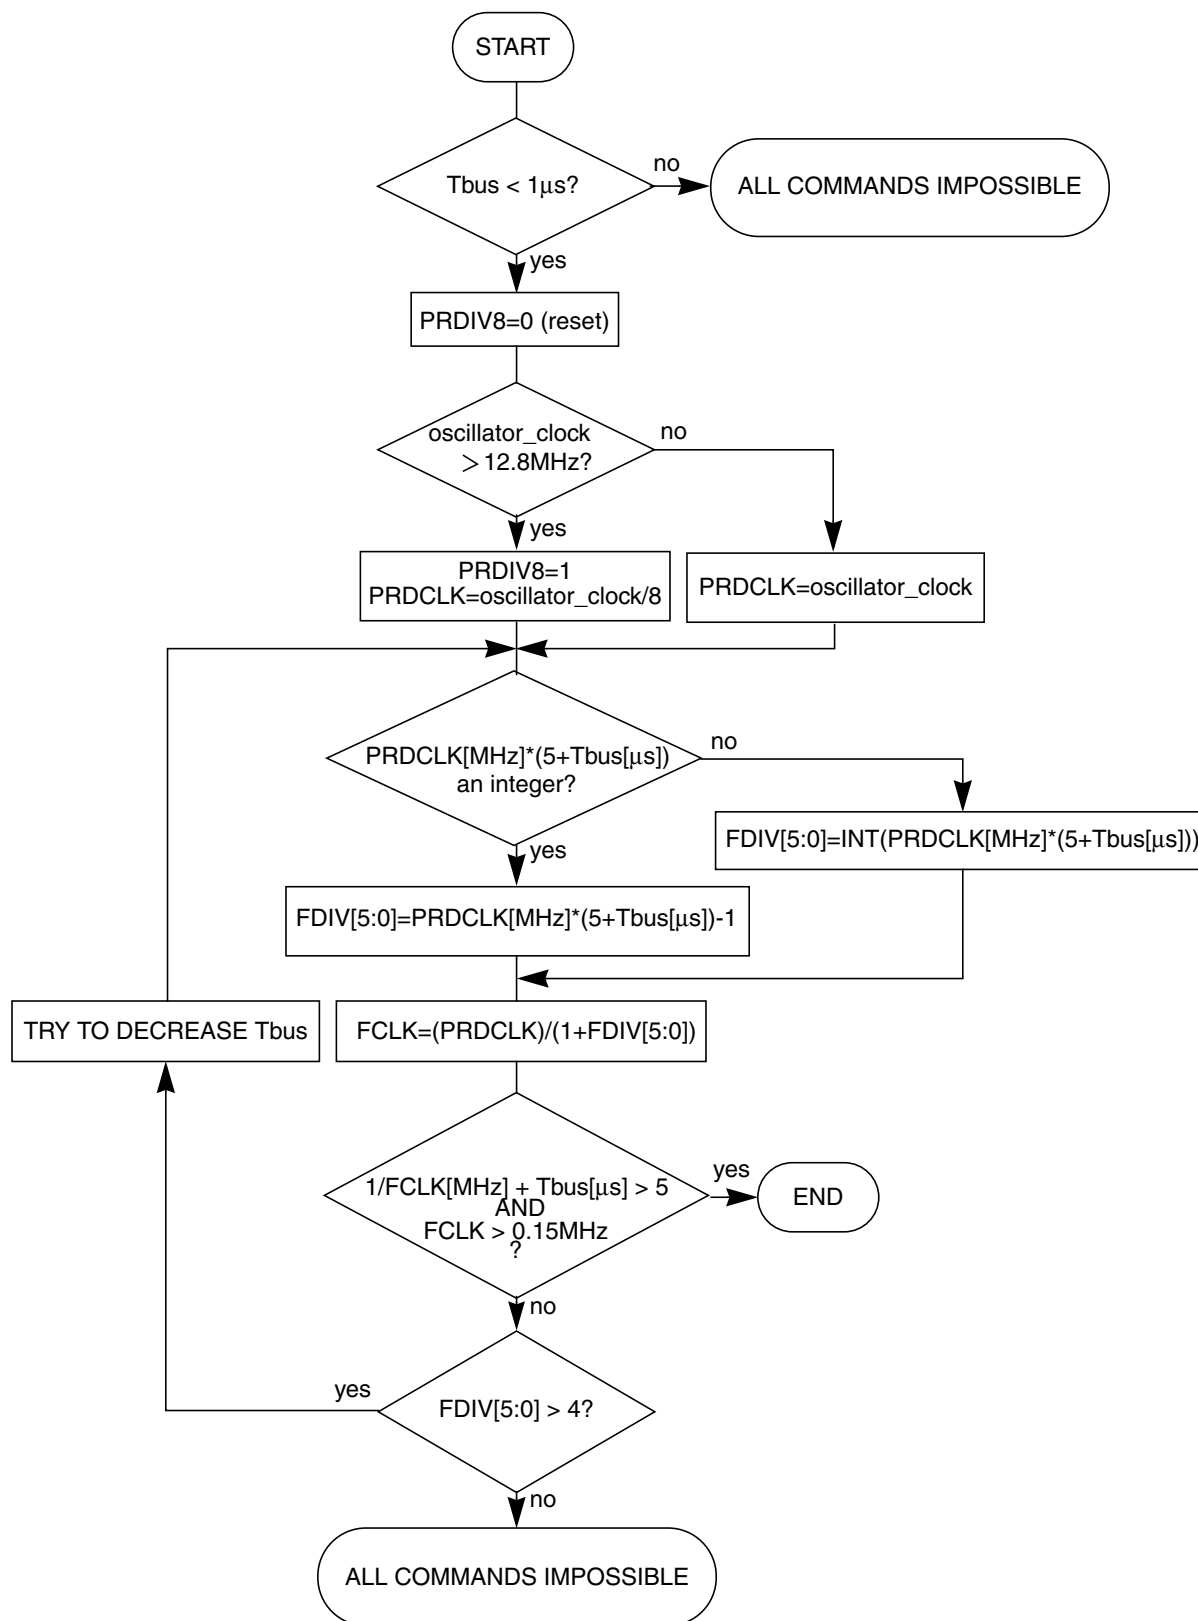 START
Tbus < 1μs?
no
ALL COMMANDS IMPOSSIBLE
yes
PRDIV8=0 (reset)
oscillator_clock
> 12.8MHz?
no
yes
PRDIV8=1
PRDCLK=oscillator_clock/8
PRDCLK=oscillator_clock
PRDCLK[MHz]*(5+Tbus[μs])
an integer?
no
yes
FDIV[5:0]=INT(PRDCLK[MHz]*(5+Tbus[μs]))
FDIV[5:0]=PRDCLK[MHz]*(5+Tbus[μs])-1
TRY TO DECREASE Tbus
FCLK=(PRDCLK)/(1+FDIV[5:0])
1/FCLK[MHz] + Tbus[μs] > 5
AND
FCLK > 0.15MHz
?
yes
END
no
yes
FDIV[5:0] > 4?
no
ALL COMMANDS IMPOSSIBLE